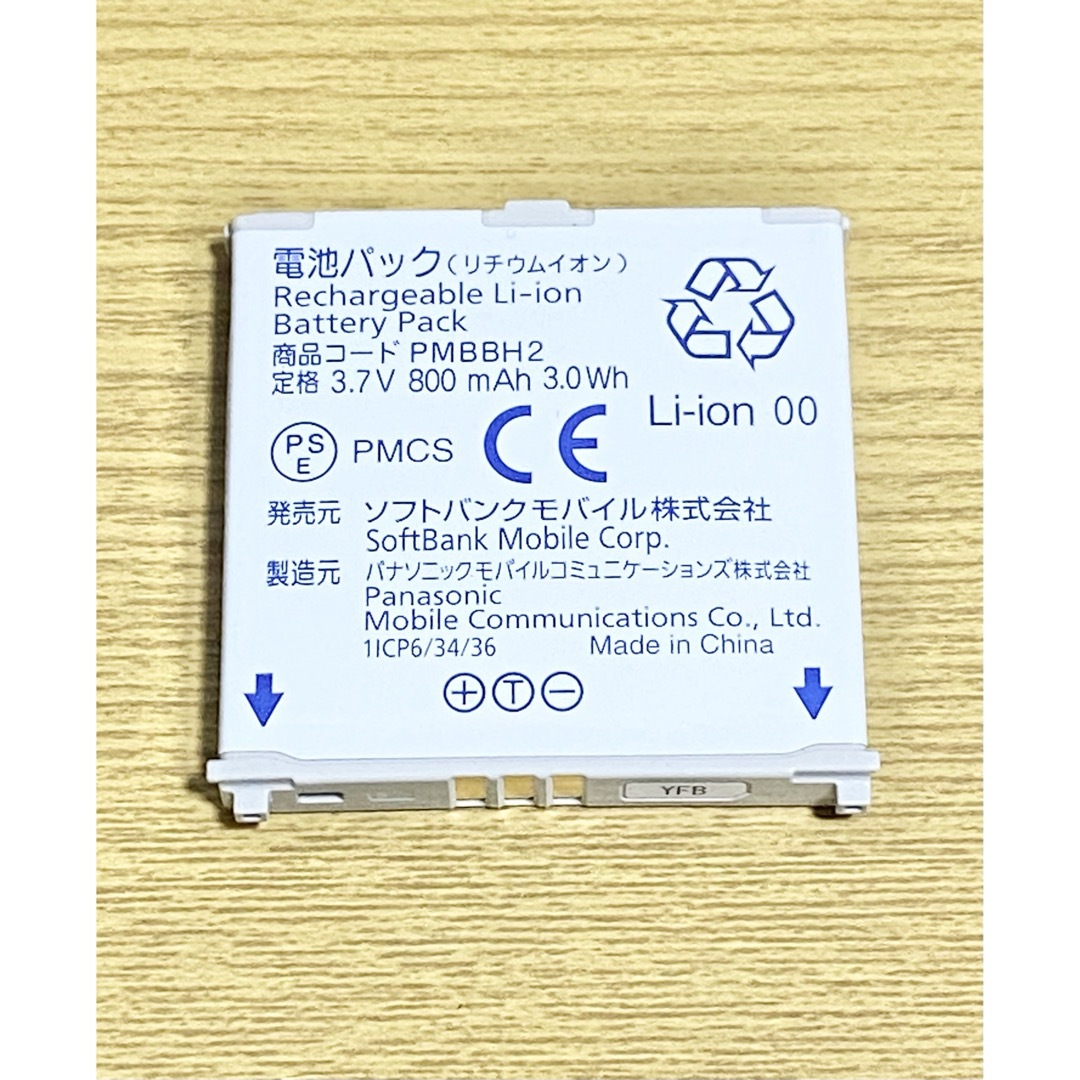 電池パック(リチウムイオン)
Rechargeable Li-ion
Battery Pack
商品コード PMBBH2
定格 3.7V 800 mAh 3.0Wh
Li-ion 00
PSE PMCS CE
発売元 ソフトバンクモバイル株式会社
SoftBank Mobile Corp.
製造元 パナソニックモバイルコミュニケーションズ株式会社
Panasonic
Mobile Communications Co., Ltd.
1ICP6/34/36 Made in China
+ T −
YFB